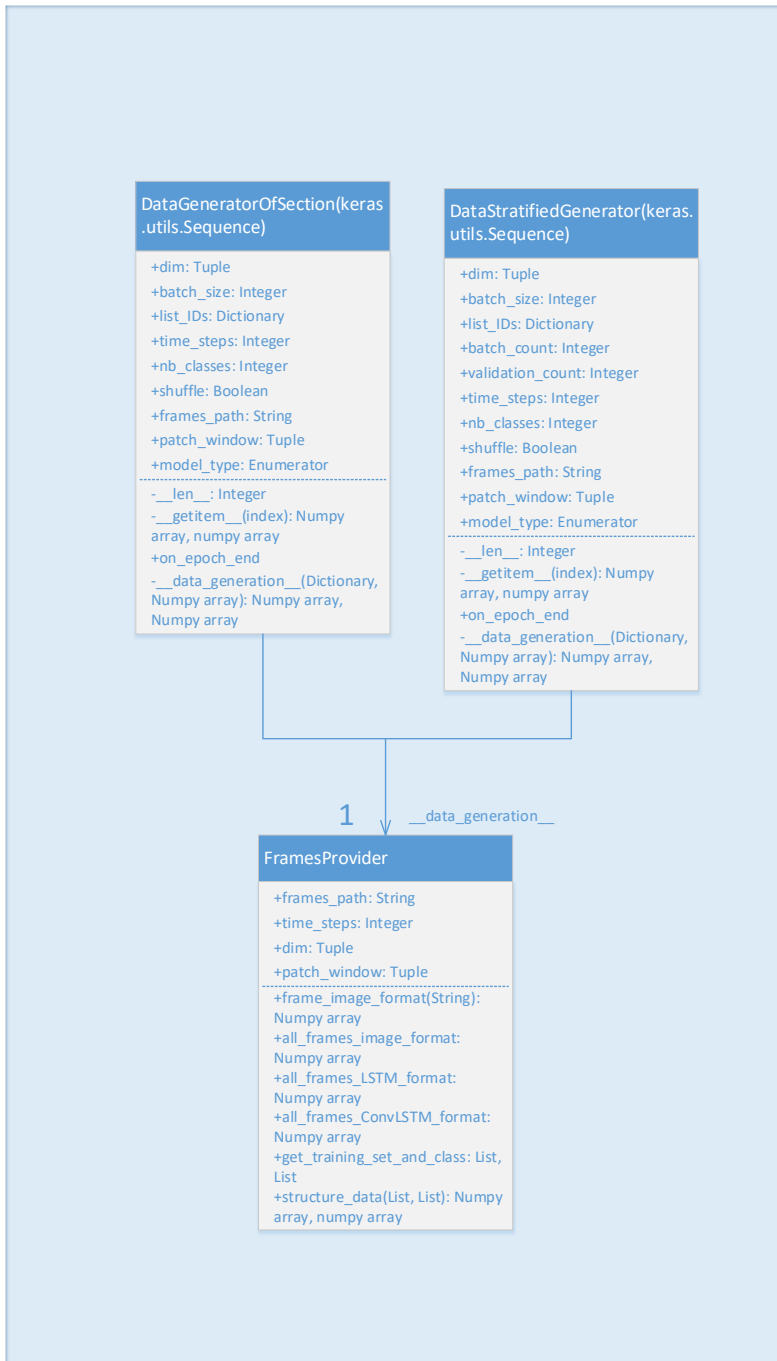 DataGeneratorOfSection(keras
.utils.Sequence)
+dim: Tuple
+batch_size: Integer
+list_IDs: Dictionary
+time_steps: Integer
+nb_classes: Integer
+shuffle: Boolean
+frames_path: String
+patch_window: Tuple
+model_type: Enumerator
-__len__: Integer
-__getitem__(index): Numpy
array, numpy array
+on_epoch_end
-__data_generation__(Dictionary,
Numpy array): Numpy array,
Numpy array
DataStratifiedGenerator(keras.
utils.Sequence)
+dim: Tuple
+batch_size: Integer
+list_IDs: Dictionary
+batch_count: Integer
+validation_count: Integer
+time_steps: Integer
+nb_classes: Integer
+shuffle: Boolean
+frames_path: String
+patch_window: Tuple
+model_type: Enumerator
-__len__: Integer
-__getitem__(index): Numpy
array, numpy array
+on_epoch_end
-__data_generation__(Dictionary,
Numpy array): Numpy array,
Numpy array
1
__data_generation__
FramesProvider
+frames_path: String
+time_steps: Integer
+dim: Tuple
+patch_window: Tuple
+frame_image_format(String):
Numpy array
+all_frames_image_format:
Numpy array
+all_frames_LSTM_format:
Numpy array
+all_frames_ConvLSTM_format:
Numpy array
+get_training_set_and_class: List,
List
+structure_data(List, List): Numpy
array, numpy array